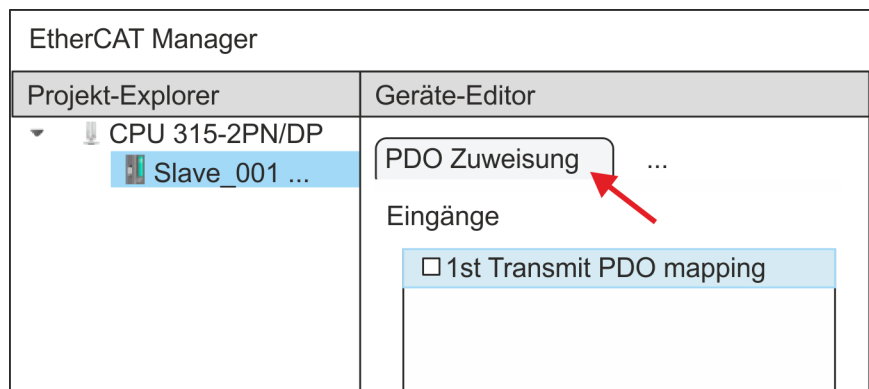 EtherCAT Manager
Projekt-Explorer
Geräte-Editor
CPU 315-2PN/DP
Slave_001 ...
PDO Zuweisung ...
Eingänge
1st Transmit PDO mapping